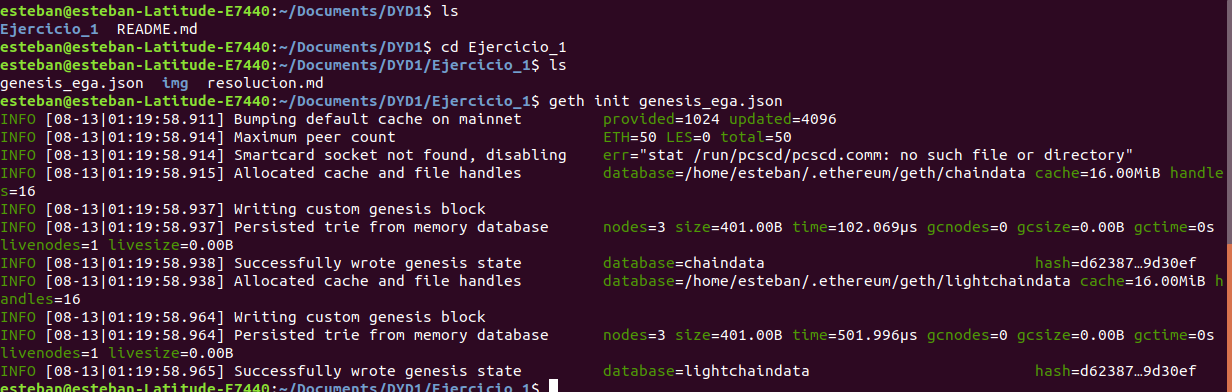 esteban@esteban-Latitude-E7440:~/Documents/DYD1$ ls
Ejercicio_1  README.md
esteban@esteban-Latitude-E7440:~/Documents/DYD1$ cd Ejercicio_1
esteban@esteban-Latitude-E7440:~/Documents/DYD1/Ejercicio_1$ ls
genesis_ega.json  img  resolucion.md
esteban@esteban-Latitude-E7440:~/Documents/DYD1/Ejercicio_1$ geth init genesis_ega.json
INFO [08-13|01:19:58.911] Bumping default cache on mainnet         provided=1024 updated=4096
INFO [08-13|01:19:58.914] Maximum peer count                       ETH=50 LES=0 total=50
INFO [08-13|01:19:58.914] Smartcard socket not found, disabling    err="stat /run/pcscd/pcscd.comm: no such file or directory"
INFO [08-13|01:19:58.915] Allocated cache and file handles         database=/home/esteban/.ethereum/geth/chaindata cache=16.00MiB handle
s=16
INFO [08-13|01:19:58.937] Writing custom genesis block
INFO [08-13|01:19:58.937] Persisted trie from memory database      nodes=3 size=401.00B time=102.069µs gcnodes=0 gcsize=0.00B gctime=0s
livenodes=1 livesize=0.00B
INFO [08-13|01:19:58.938] Successfully wrote genesis state         database=chaindata                              hash=d62387…9d30ef
INFO [08-13|01:19:58.938] Allocated cache and file handles         database=/home/esteban/.ethereum/geth/lightchaindata cache=16.00MiB h
andles=16
INFO [08-13|01:19:58.964] Writing custom genesis block
INFO [08-13|01:19:58.964] Persisted trie from memory database      nodes=3 size=401.00B time=501.996µs gcnodes=0 gcsize=0.00B gctime=0s
livenodes=1 livesize=0.00B
INFO [08-13|01:19:58.965] Successfully wrote genesis state         database=lightchaindata                         hash=d62387…9d30ef
esteban@esteban-Latitude-E7440:~/Documents/DYD1/Ejercicio_1$